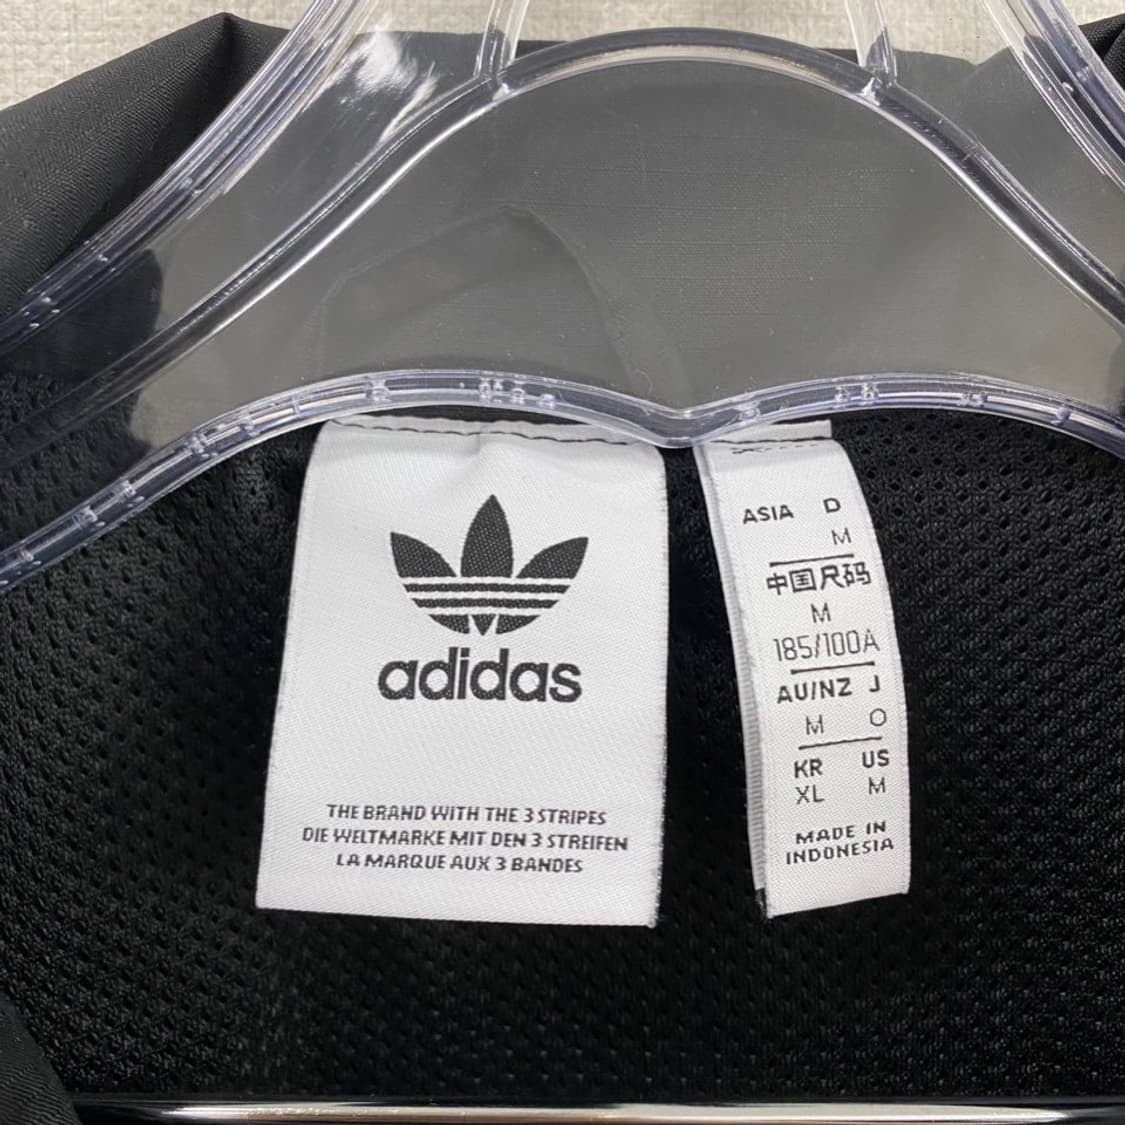 adidas
THE BRAND WITH THE 3 STRIPES
DIE WELTMARKE MIT DEN 3 STREIFEN
LA MARQUE AUX 3 BANDES
ASIA D
M
中国尺码
M
185/100A
AU/NZ J
M O
KR US
XL M
MADE IN
INDONESIA